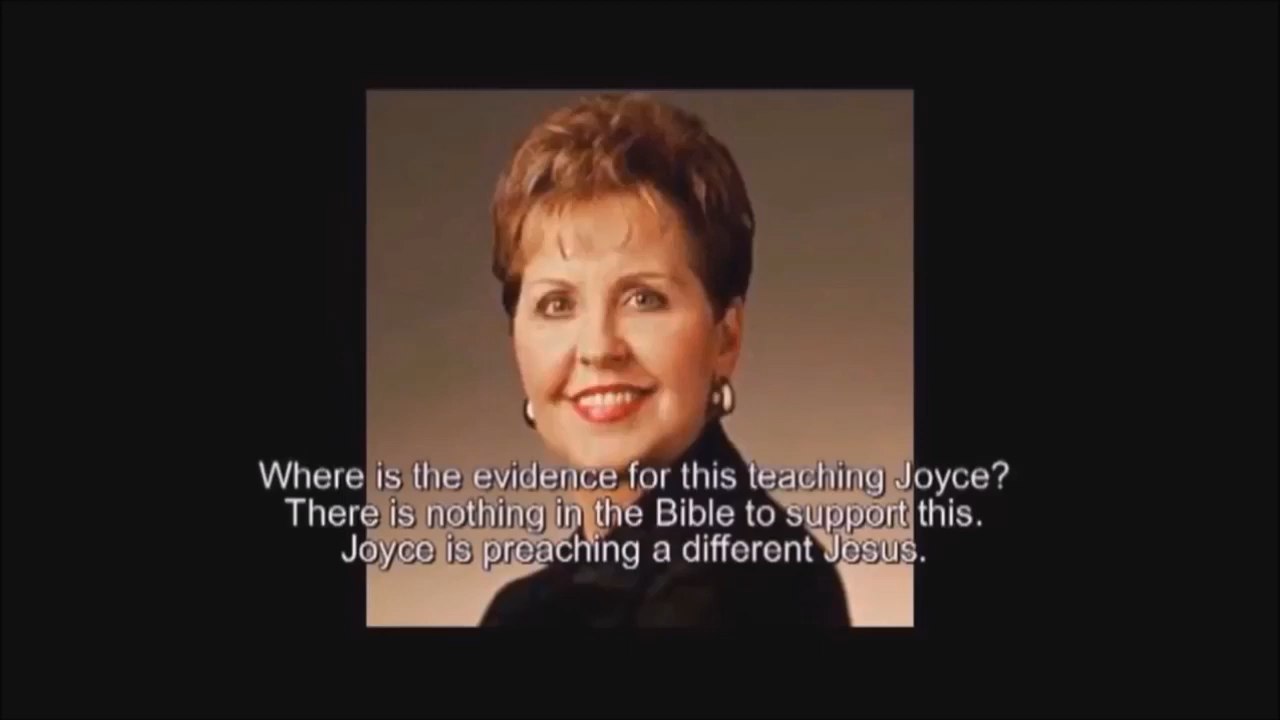 Where is the evidence for this teaching Joyce?
There is nothing in the Bible to support this.
Joyce is preaching a different Jesus.